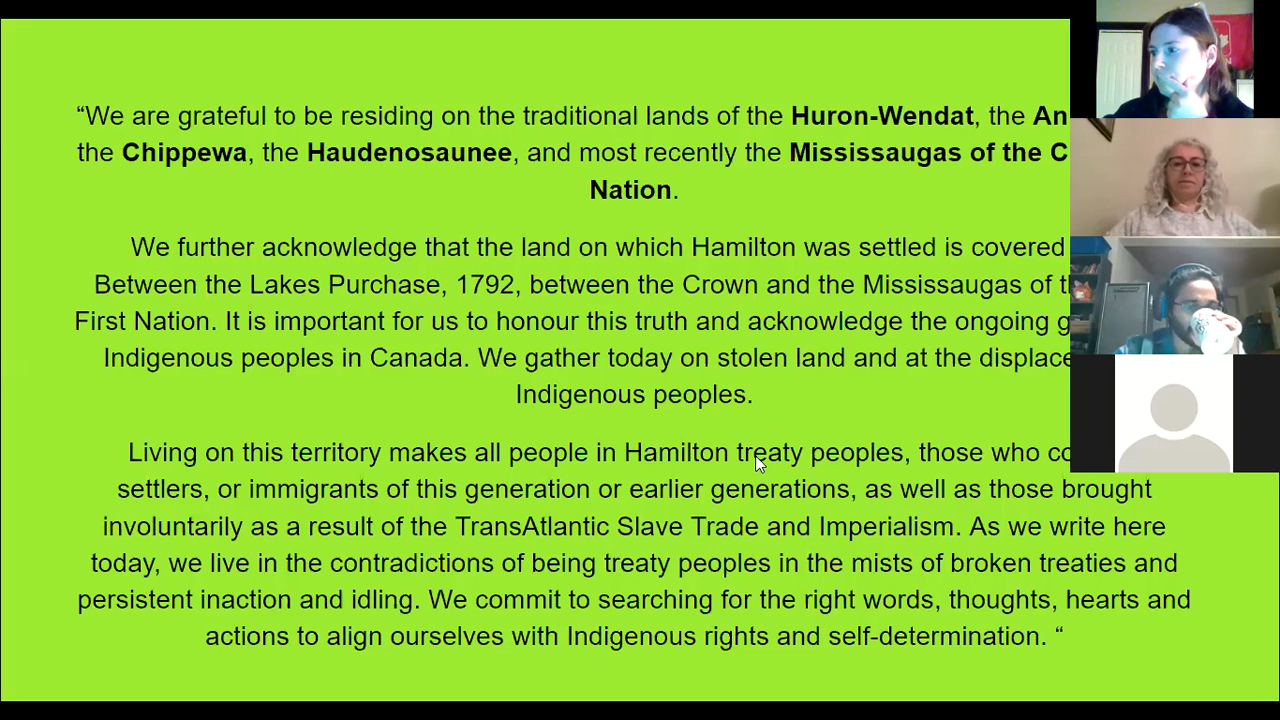 “We are grateful to be residing on the traditional lands of the Huron-Wendat, the
the Chippewa, the Haudenosaunee, and most recently the Mississaugas of the
Nation.
We further acknowledge that the land on which Hamilton was settled is covered
Between the Lakes Purchase, 1792, between the Crown and the Mississaugas of
First Nation. It is important for us to honour this truth and acknowledge the ongoing
Indigenous peoples in Canada. We gather today on stolen land and at the
Indigenous peoples.
Living on this territory makes all people in Hamilton treaty peoples, those who
settlers, or immigrants of this generation or earlier generations, as well as those brought
involuntarily as a result of the TransAtlantic Slave Trade and Imperialism. As we write here
today, we live in the contradictions of being treaty peoples in the mists of broken treaties and
persistent inaction and idling. We commit to searching for the right words, thoughts, hearts and
actions to align ourselves with Indigenous rights and self-determination. “